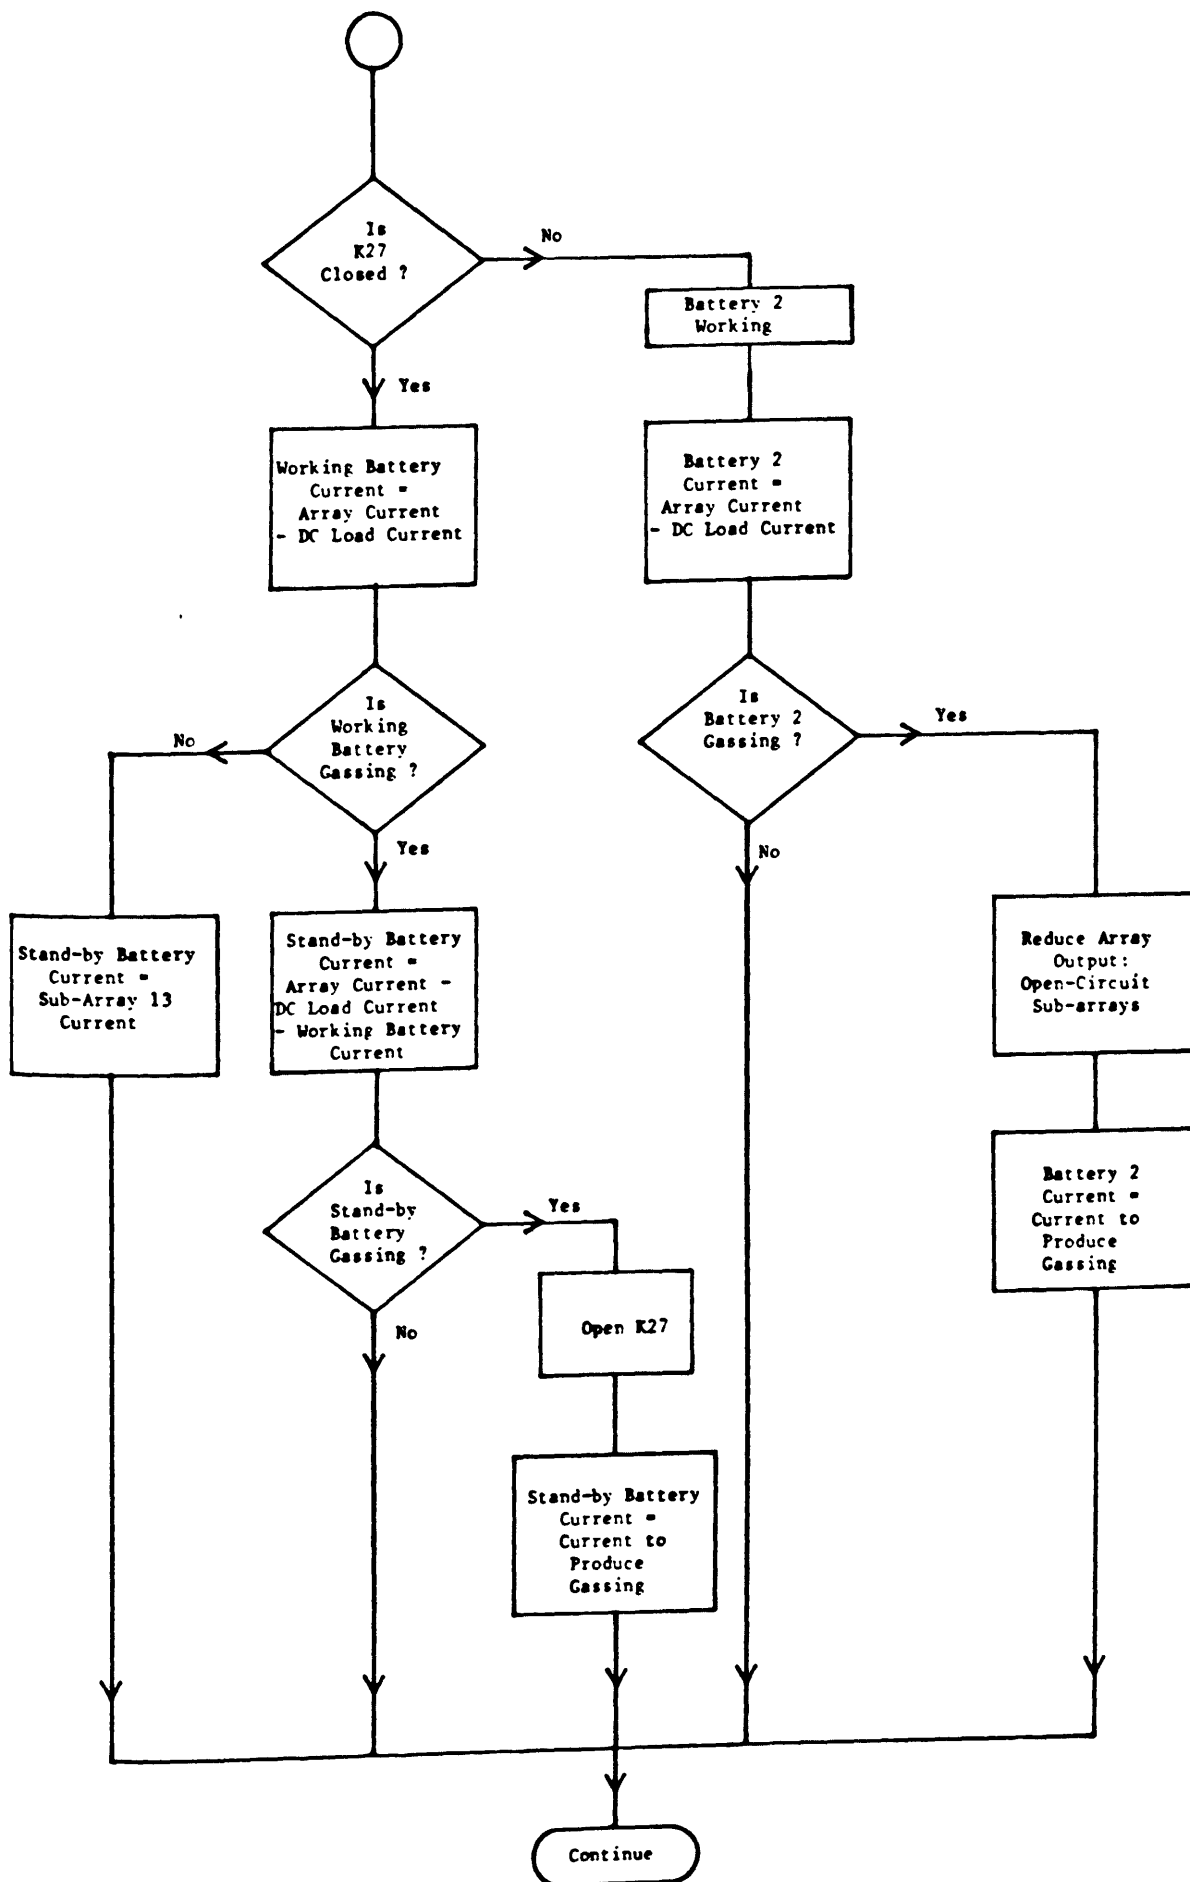 Is
K27
Closed ?
No
Yes
Battery 2
Working
Working Battery
Current =
Array Current
- DC Load Current
Battery 2
Current =
Array Current
- DC Load Current
Is
Working
Battery
Gassing ?
No
Yes
Is
Battery 2
Gassing ?
Yes
No
Stand-by Battery
Current =
Sub-Array 13
Current
Stand-by Battery
Current =
Array Current -
DC Load Current
- Working Battery
Current
Reduce Array
Output:
Open-Circuit
Sub-arrays
Is
Stand-by
Battery
Gassing ?
Yes
No
Battery 2
Current =
Current to
Produce
Gassing
Open K27
Stand-by Battery
Current =
Current to
Produce
Gassing
Continue